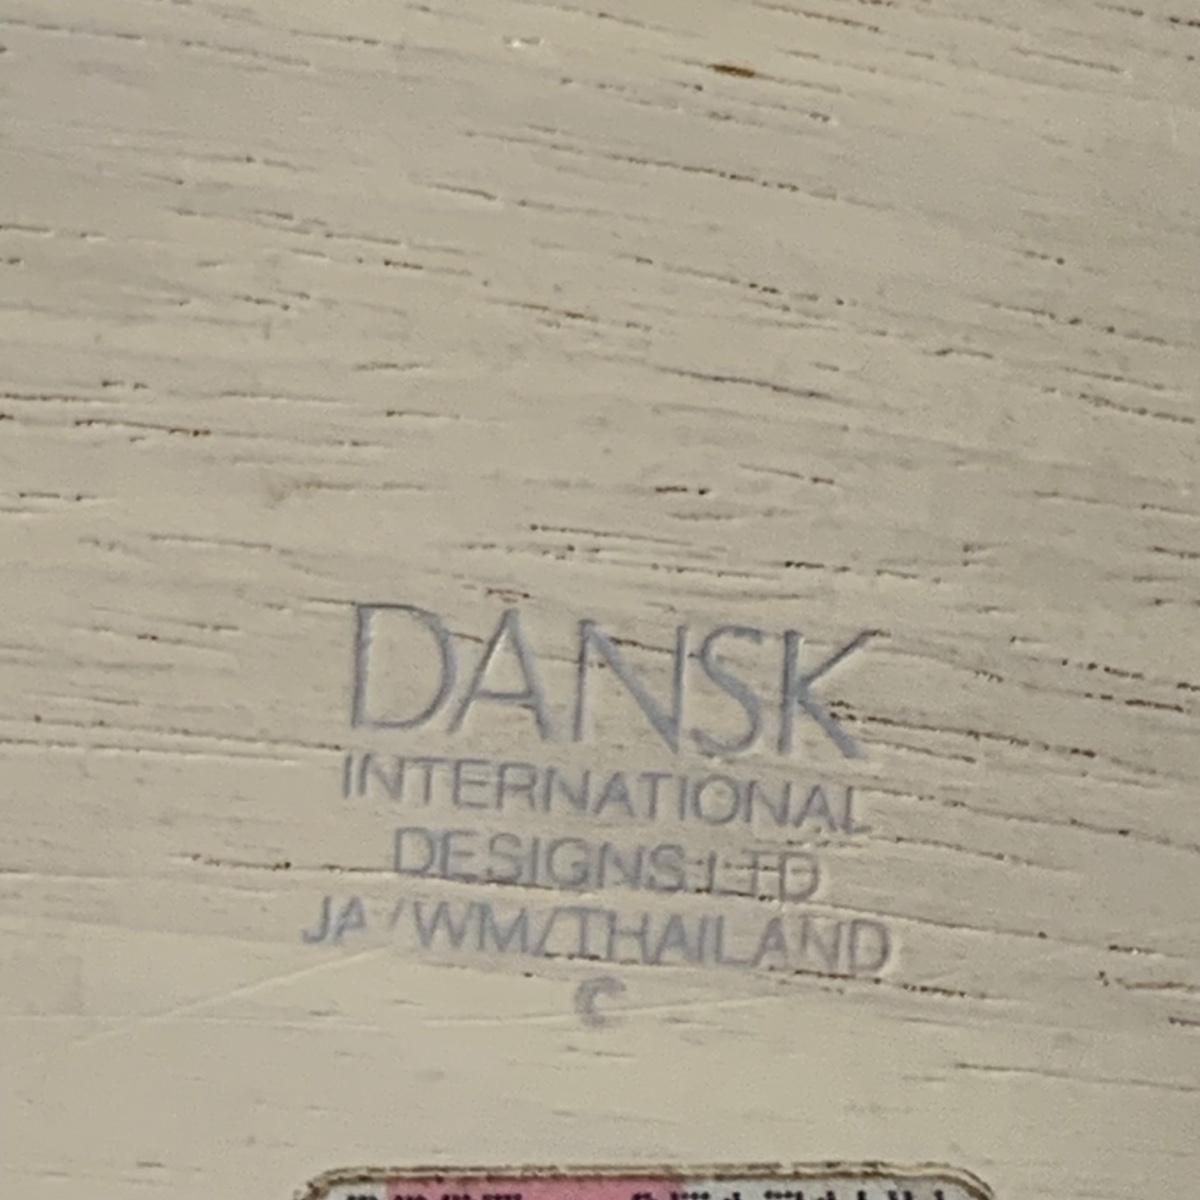 DANSK
INTERNATIONAL
DESIGNS LTD
JA/WM/THAILAND
C